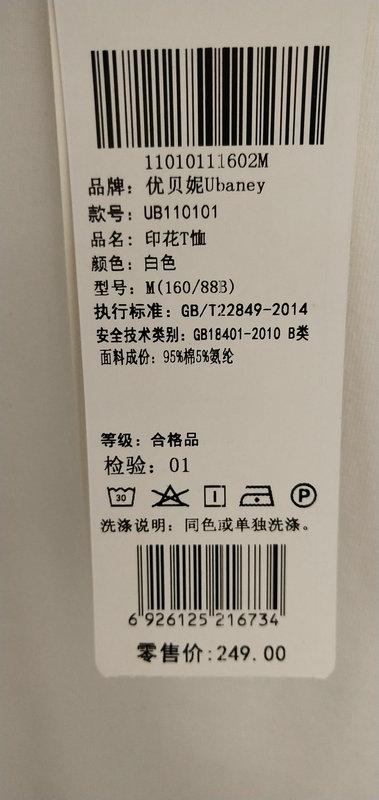 11010111602M
品牌：优贝妮Ubaney
款号：UB110101
品名：印花T恤
颜色：白色
型号：M(160/88B)
执行标准：GB/T22849-2014
安全技术类别：GB18401-2010 B类
面料成份：95%棉5%氨纶
等级：合格品
检验：01
30 P
洗涤说明：同色或单独洗涤。
6 926125 216734
零售价:249.00